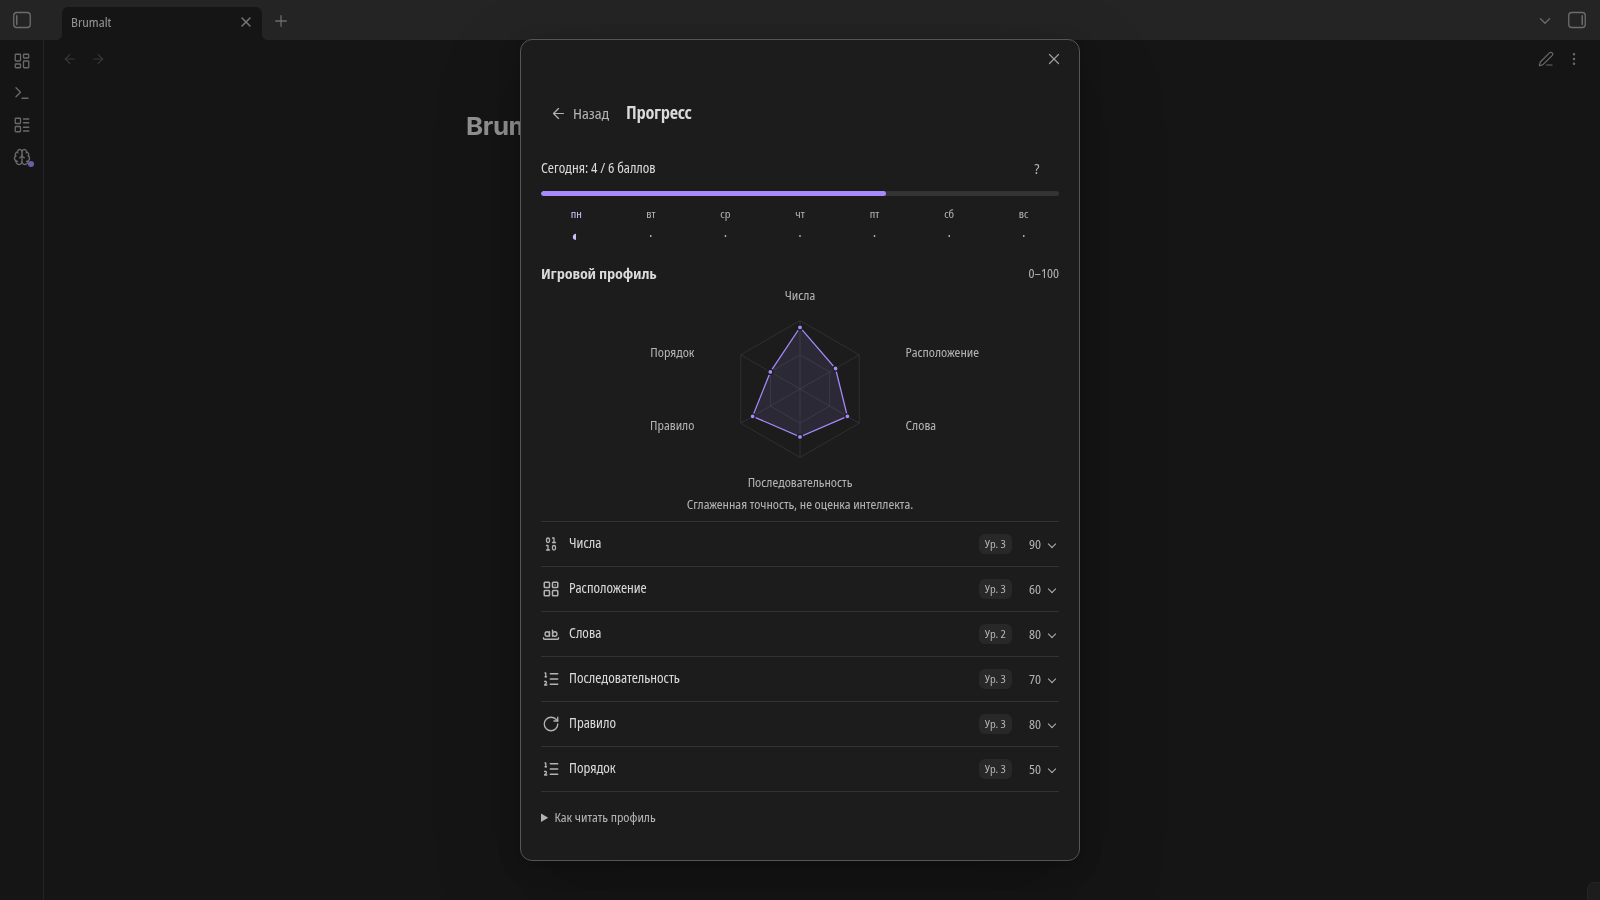 Brumalt
Brum
Назад
Прогресс
Сегодня: 4 / 6 баллов
?
пн вт ср чт пт сб вс
Игровой профиль
0–100
Числа
Порядок
Расположение
Правило
Слова
Последовательность
Сглаженная точность, не оценка интеллекта.
Числа Ур. 3 90
Расположение Ур. 3 60
Слова Ур. 2 80
Последовательность Ур. 3 70
Правило Ур. 3 80
Порядок Ур. 3 50
Как читать профиль